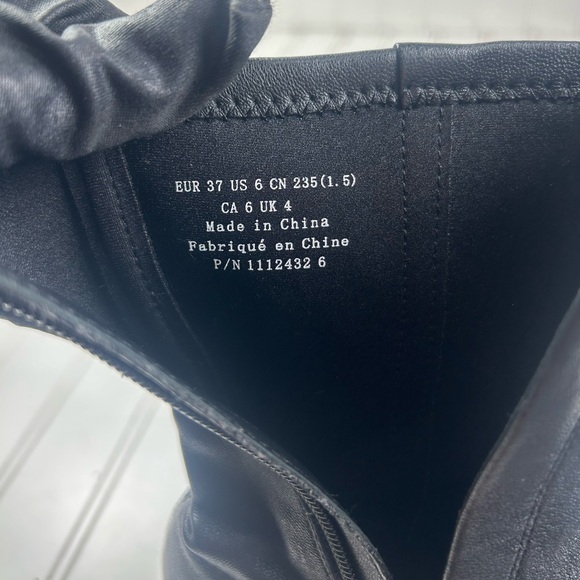 EUR 37 US 6 CN 235(1.5)
CA 6 UK 4
Made in China
Fabriqué en Chine
P/N 1112432 6